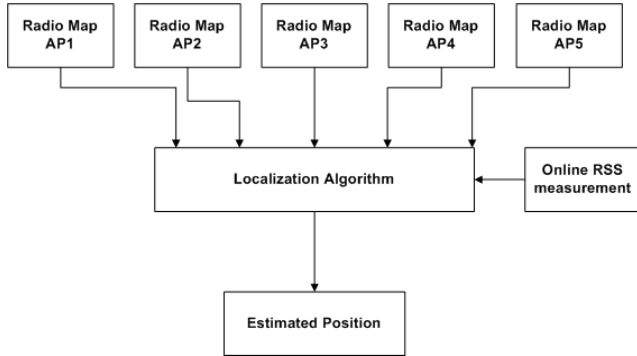 Radio Map
AP1
Radio Map
AP2
Radio Map
AP3
Radio Map
AP4
Radio Map
AP5
Localization Algorithm
Online RSS
measurement
Estimated Position